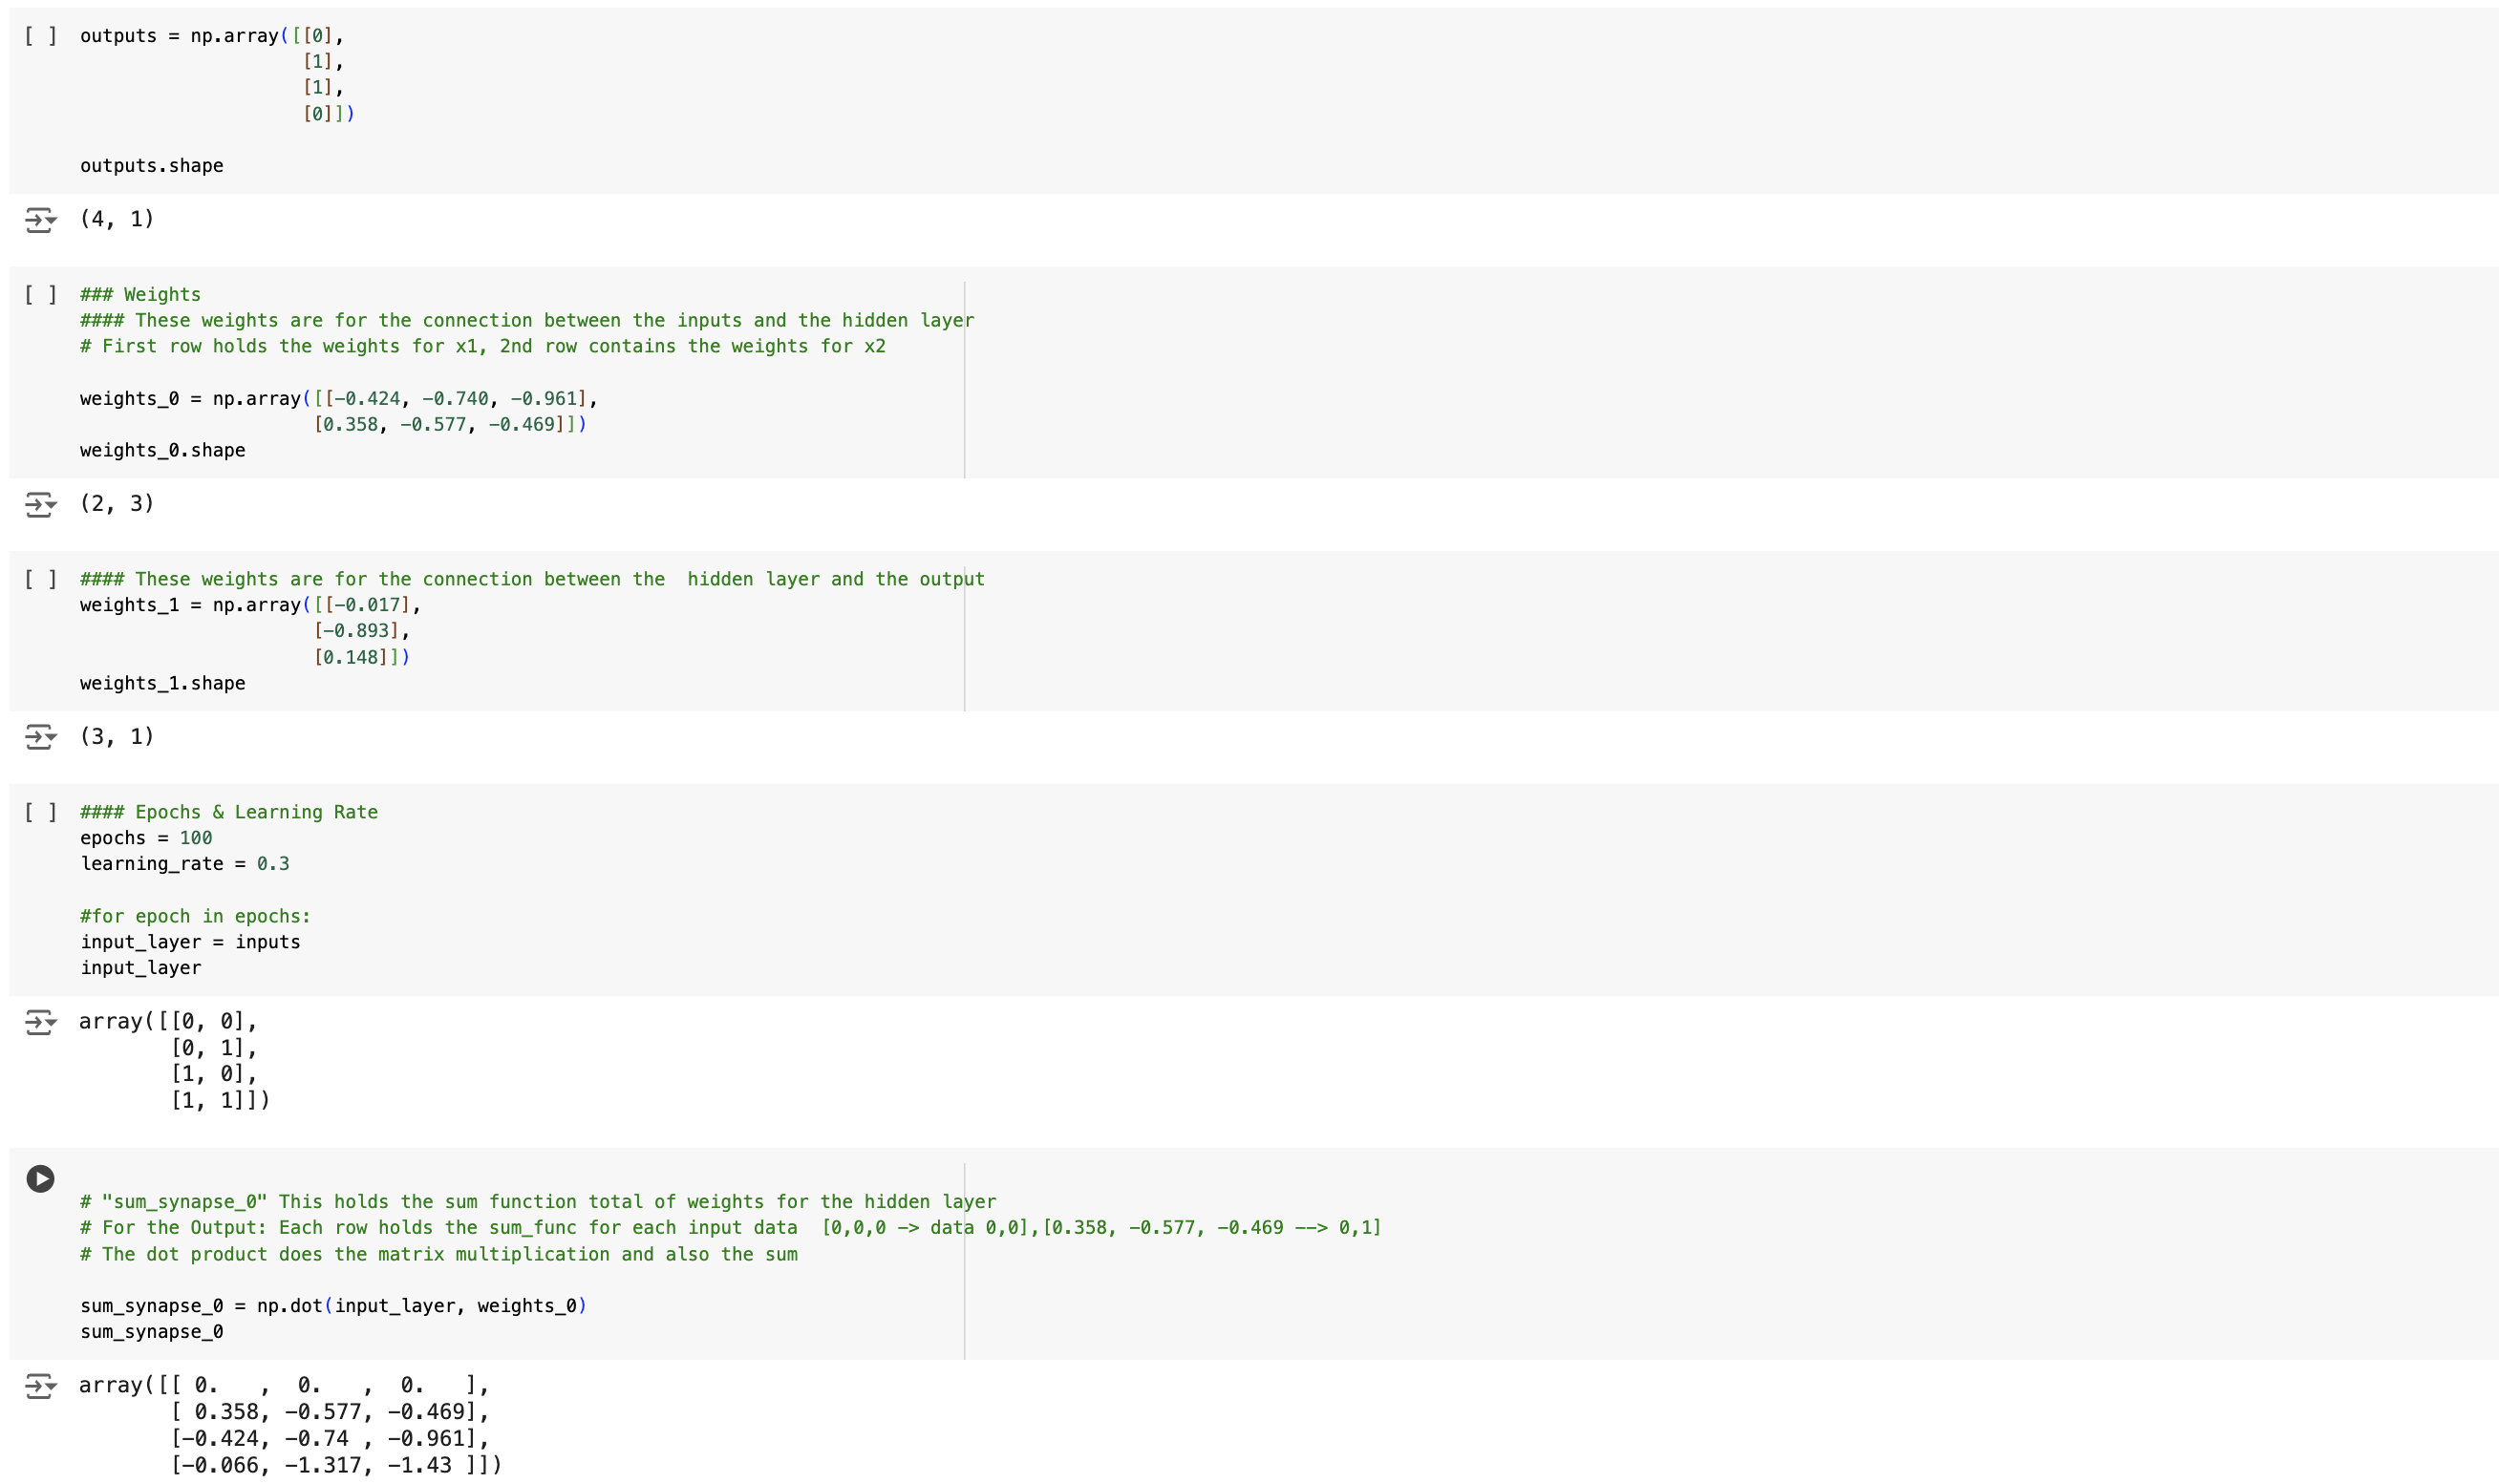 [ ] outputs = np.array([[0],
[1],
[1],
[0]])
outputs.shape
(4, 1)
[ ] ### Weights
#### These weights are for the connection between the inputs and the hidden layer
# First row holds the weights for x1, 2nd row contains the weights for x2
weights_0 = np.array([[-0.424, -0.740, -0.961],
[0.358, -0.577, -0.469]])
weights_0.shape
(2, 3)
[ ] #### These weights are for the connection between the  hidden layer and the output
weights_1 = np.array([[-0.017],
[-0.893],
[0.148]])
weights_1.shape
(3, 1)
[ ] #### Epochs & Learning Rate
epochs = 100
learning_rate = 0.3
#for epoch in epochs:
input_layer = inputs
input_layer
array([[0, 0],
[0, 1],
[1, 0],
[1, 1]])
# "sum_synapse_0" This holds the sum function total of weights for the hidden layer
# For the Output: Each row holds the sum_func for each input data  [0,0,0 -> data 0,0],[0.358, -0.577, -0.469 --> 0,1]
# The dot product does the matrix multiplication and also the sum
sum_synapse_0 = np.dot(input_layer, weights_0)
sum_synapse_0
array([[ 0.   ,  0.   ,  0.   ],
[ 0.358, -0.577, -0.469],
[-0.424, -0.74 , -0.961],
[-0.066, -1.317, -1.43 ]])